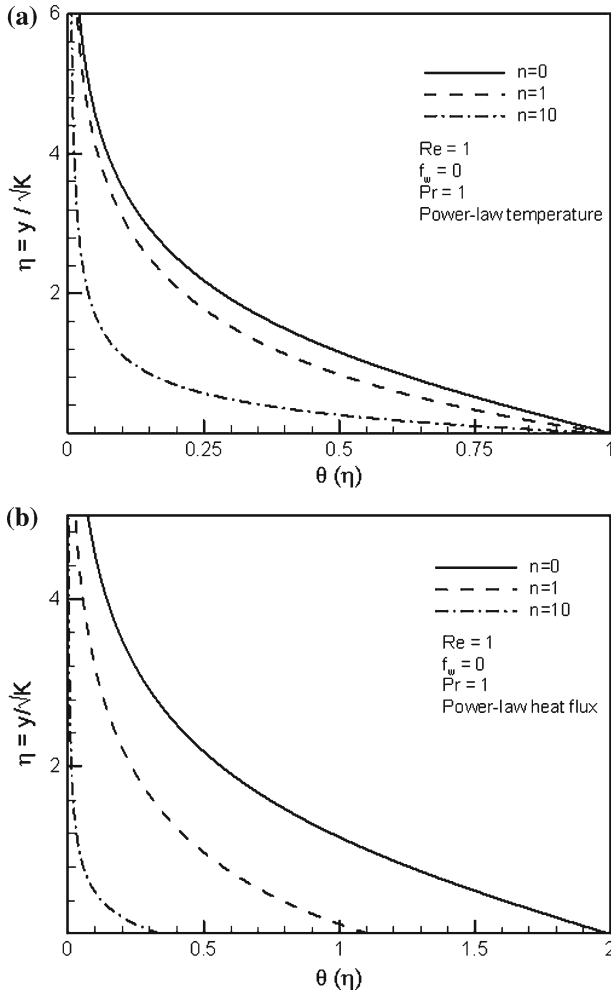 (a)
6
4
2
η = y / √K
n=0
n=1
n=10
Re = 1
f_w = 0
Pr = 1
Power-law temperature
0 0.25 0.5 0.75 1
θ (η)
(b)
4
2
η = y/√K
n=0
n=1
n=10
Re = 1
f_w = 0
Pr = 1
Power-law heat flux
0 0.5 1 1.5 2
θ (η)